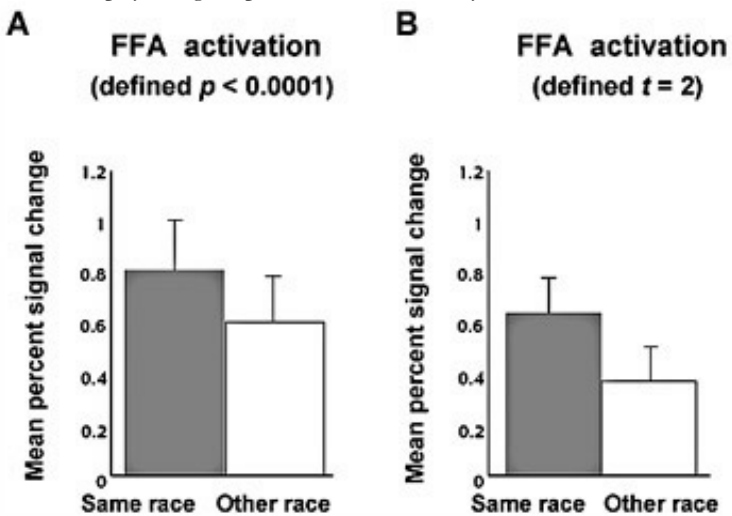 A
FFA activation
(defined p < 0.0001)
Mean percent signal change
1.2
1
0.8
0.6
0.4
0.2
0
Same race
Other race
B
FFA activation
(defined t = 2)
Mean percent signal change
1.2
1
0.8
0.6
0.4
0.2
0
Same race
Other race